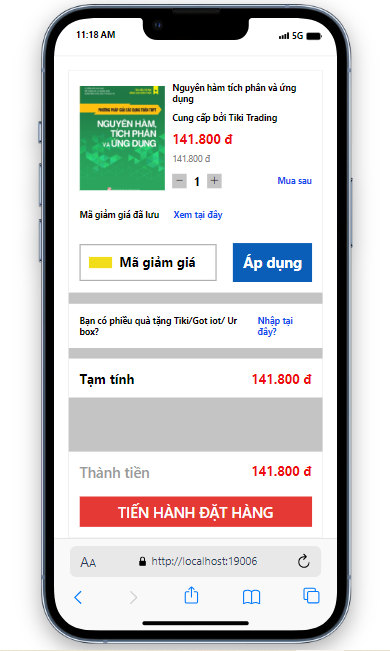 11:18 AM
5G
PHƯƠNG PHÁP GIẢI CÁC DẠNG TOÁN THPT
NGUYÊN HÀM,
TÍCH PHÂN
VÀ ỨNG DỤNG
Nguyên hàm tích phân và ứng
dụng
Cung cấp bởi Tiki Trading
141.800 đ
141.800 đ
− 1 +
Mua sau
Mã giảm giá đã lưu
Xem tại đây
Mã giảm giá
Áp dụng
Bạn có phiếu quà tặng Tiki/Got iot/ Ur
box?
Nhập tại
đây?
Tạm tính
141.800 đ
Thành tiền
141.800 đ
TIẾN HÀNH ĐẶT HÀNG
AA
http://localhost:19006